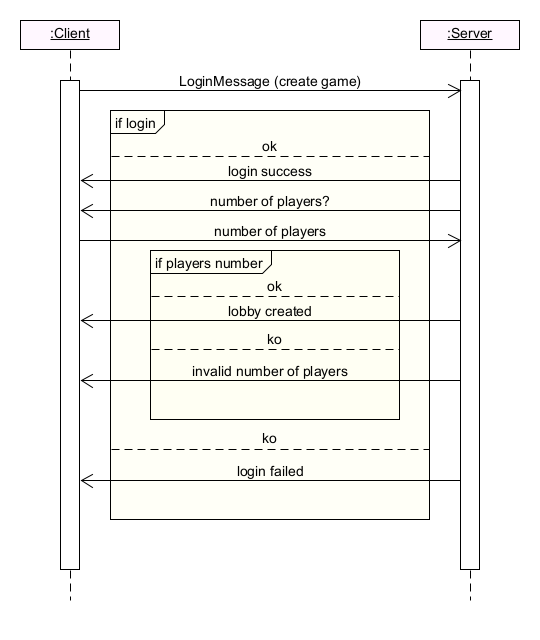 :Client
:Server
LoginMessage (create game)
if login
ok
login success
number of players?
number of players
if players number
ok
lobby created
ko
invalid number of players
ko
login failed